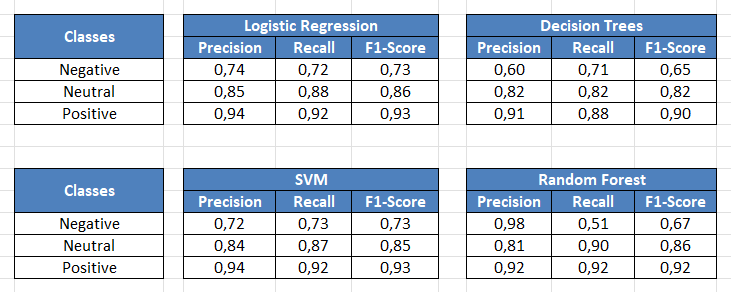 Classes Logistic Regression Decision Trees
Precision Recall F1-Score Precision Recall F1-Score
Negative 0,74 0,72 0,73 0,60 0,71 0,65
Neutral 0,85 0,88 0,86 0,82 0,82 0,82
Positive 0,94 0,92 0,93 0,91 0,88 0,90
Classes SVM Random Forest
Precision Recall F1-Score Precision Recall F1-Score
Negative 0,72 0,73 0,73 0,98 0,51 0,67
Neutral 0,84 0,87 0,85 0,81 0,90 0,86
Positive 0,94 0,92 0,93 0,92 0,92 0,92